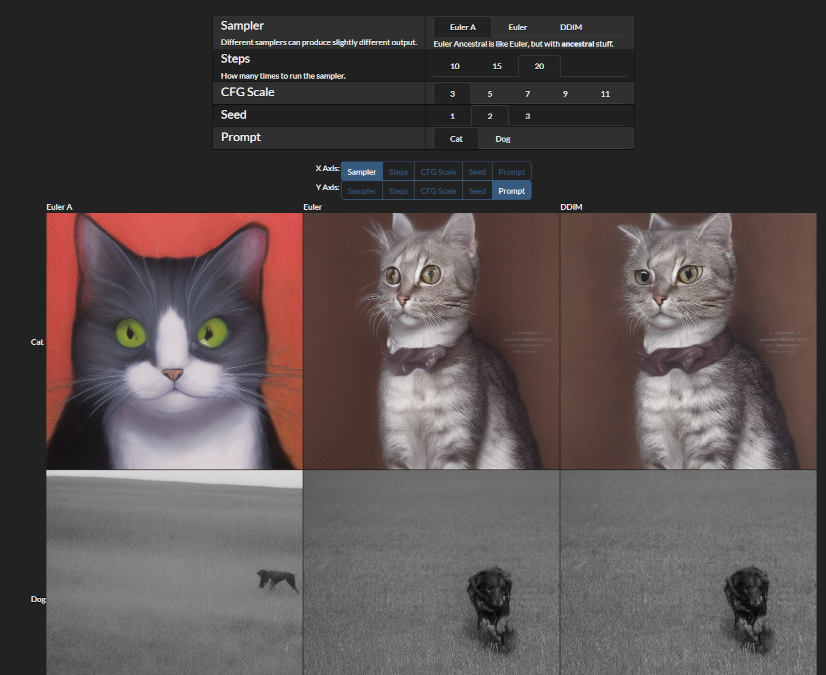 Sampler
Different samplers can produce slightly different output.
Euler A Euler DDIM
Euler Ancestral is like Euler, but with ancestral stuff.
Steps
How many times to run the sampler.
10 15 20
CFG Scale
3 5 7 9 11
Seed
1 2 3
Prompt
Cat Dog
X Axis: Sampler Steps CFG Scale Seed Prompt
Y Axis: Sampler Steps CFG Scale Seed Prompt
Euler A Euler DDIM
Cat
Dog